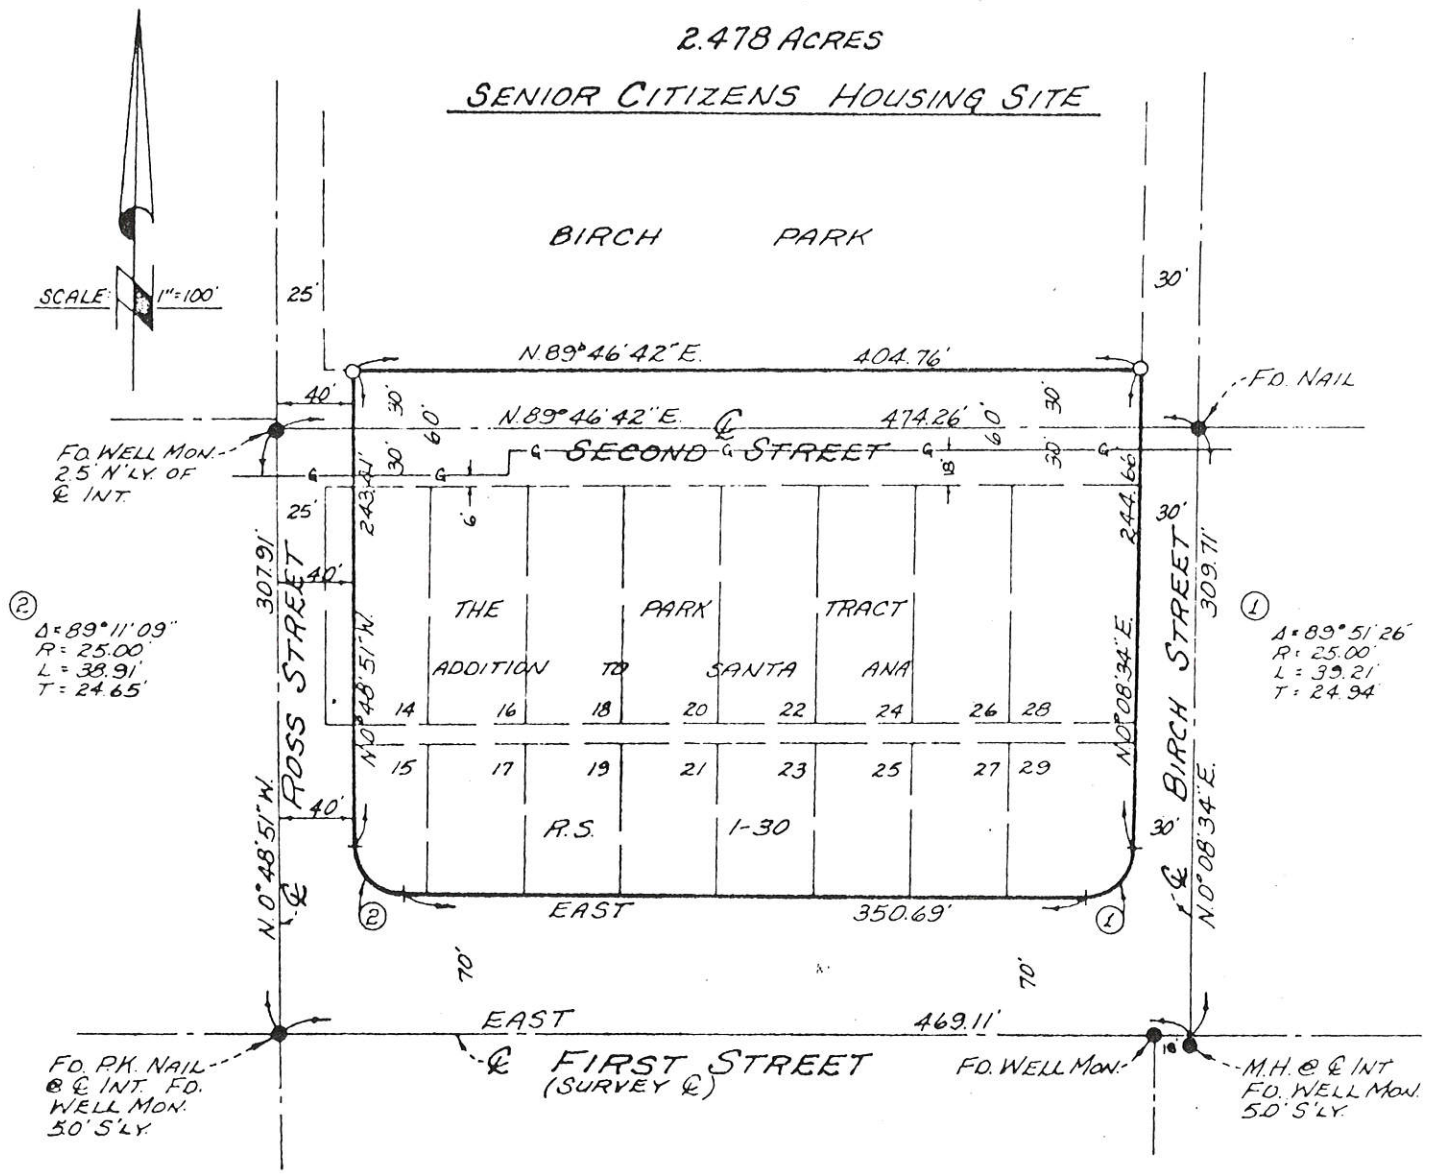 2.478 ACRES
SENIOR CITIZENS HOUSING SITE
BIRCH PARK
SCALE: 1"=100'
25'
30'
N.89°46'42"E. 404.76'
40'
30'
60'
30'
N.89°46'42"E. ℄ 474.26'
30'
60'
30'
FD. NAIL
FD. WELL MON.
2.5' N'LY. OF
℄ INT.
G G G G G G
SECOND STREET
18'
6'
25'
30'
243.41'
244.66'
307.91'
309.71'
40'
ROSS STREET
BIRCH STREET
②
Δ=89°11'09"
R=25.00'
L=38.91'
T=24.65'
①
Δ=89°51'26"
R=25.00'
L=39.21'
T=24.94'
THE PARK TRACT
ADDITION TO SANTA ANA
N.0°48'51"W.
N.0°08'34"E.
14 16 18 20 22 24 26 28
15 17 19 21 23 25 27 29
R.S. 1-30
40'
30'
N.0°48'51"W.
℄
℄
N.0°08'34"E.
②
EAST 350.69'
①
70'
70'
EAST 469.11'
℄ FIRST STREET
(SURVEY ℄)
FD. P.K. NAIL
@ ℄ INT. FD.
WELL MON.
5.0' S'LY.
FD. WELL MON.
18'
M.H. @ ℄ INT
FD. WELL MON.
5.0' S'LY.